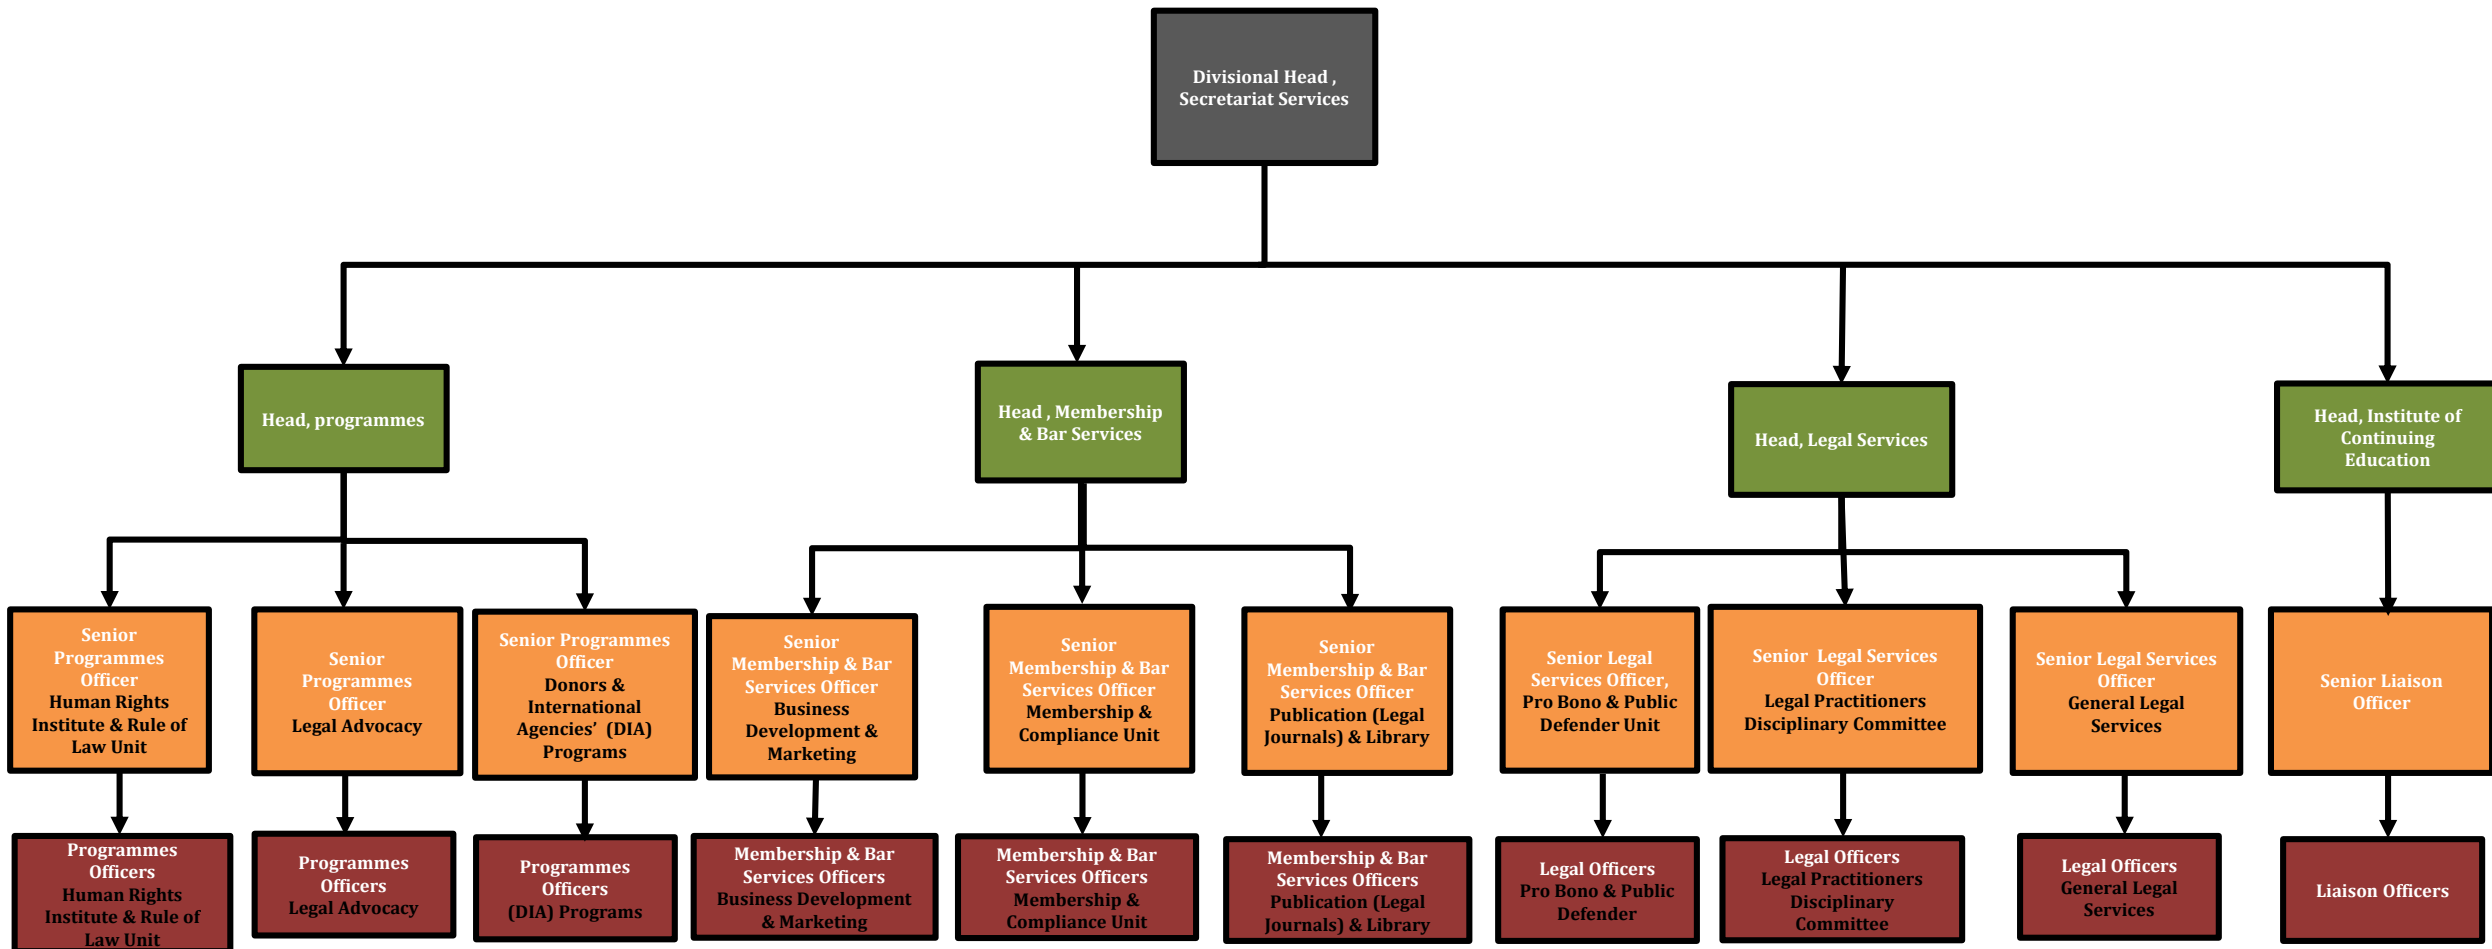 Divisional Head ,
Secretariat Services
Head, programmes
Head , Membership
& Bar Services
Head, Legal Services
Head, Institute of
Continuing
Education
Senior
Programmes
Officer
Human Rights
Institute & Rule of
Law Unit
Senior
Programmes
Officer
Legal Advocacy
Senior Programmes
Officer
Donors &
International
Agencies’ (DIA)
Programs
Senior
Membership & Bar
Services Officer
Business
Development &
Marketing
Senior
Membership & Bar
Services Officer
Membership &
Compliance Unit
Senior
Membership & Bar
Services Officer
Publication (Legal
Journals) & Library
Senior Legal
Services Officer,
Pro Bono & Public
Defender Unit
Senior Legal Services
Officer
Legal Practitioners
Disciplinary Committee
Senior Legal Services
Officer
General Legal
Services
Senior Liaison
Officer
Programmes
Officers
Human Rights
Institute & Rule of
Law Unit
Programmes
Officers
Legal Advocacy
Programmes
Officers
(DIA) Programs
Membership & Bar
Services Officers
Business Development
& Marketing
Membership & Bar
Services Officers
Membership &
Compliance Unit
Membership & Bar
Services Officers
Publication (Legal
Journals) & Library
Legal Officers
Pro Bono & Public
Defender
Legal Officers
Legal Practitioners
Disciplinary
Committee
Legal Officers
General Legal
Services
Liaison Officers